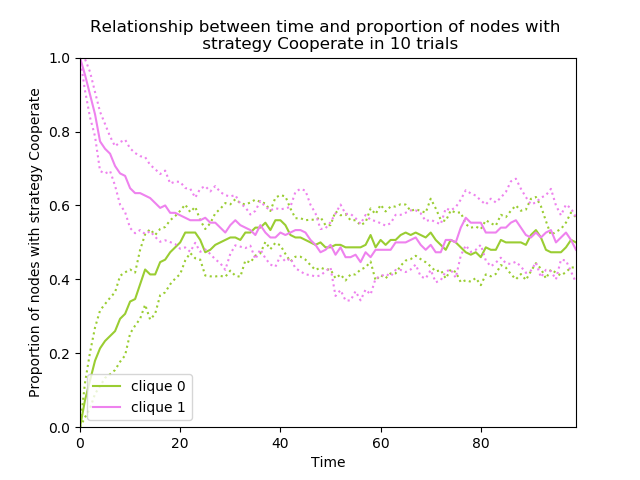 Relationship between time and proportion of nodes with
strategy Cooperate in 10 trials
Proportion of nodes with strategy Cooperate
1.0
0.8
0.6
0.4
0.2
0.0
clique 0
clique 1
0
20
40
60
80
Time